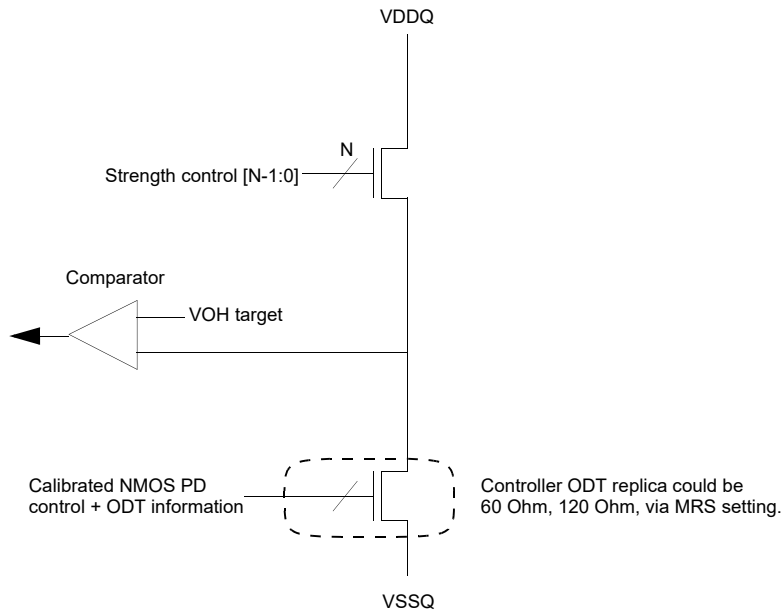 VDDQ
N
Strength control [N-1:0]
Comparator
VOH target
Calibrated NMOS PD
control + ODT information
Controller ODT replica could be
60 Ohm, 120 Ohm, via MRS setting.
VSSQ